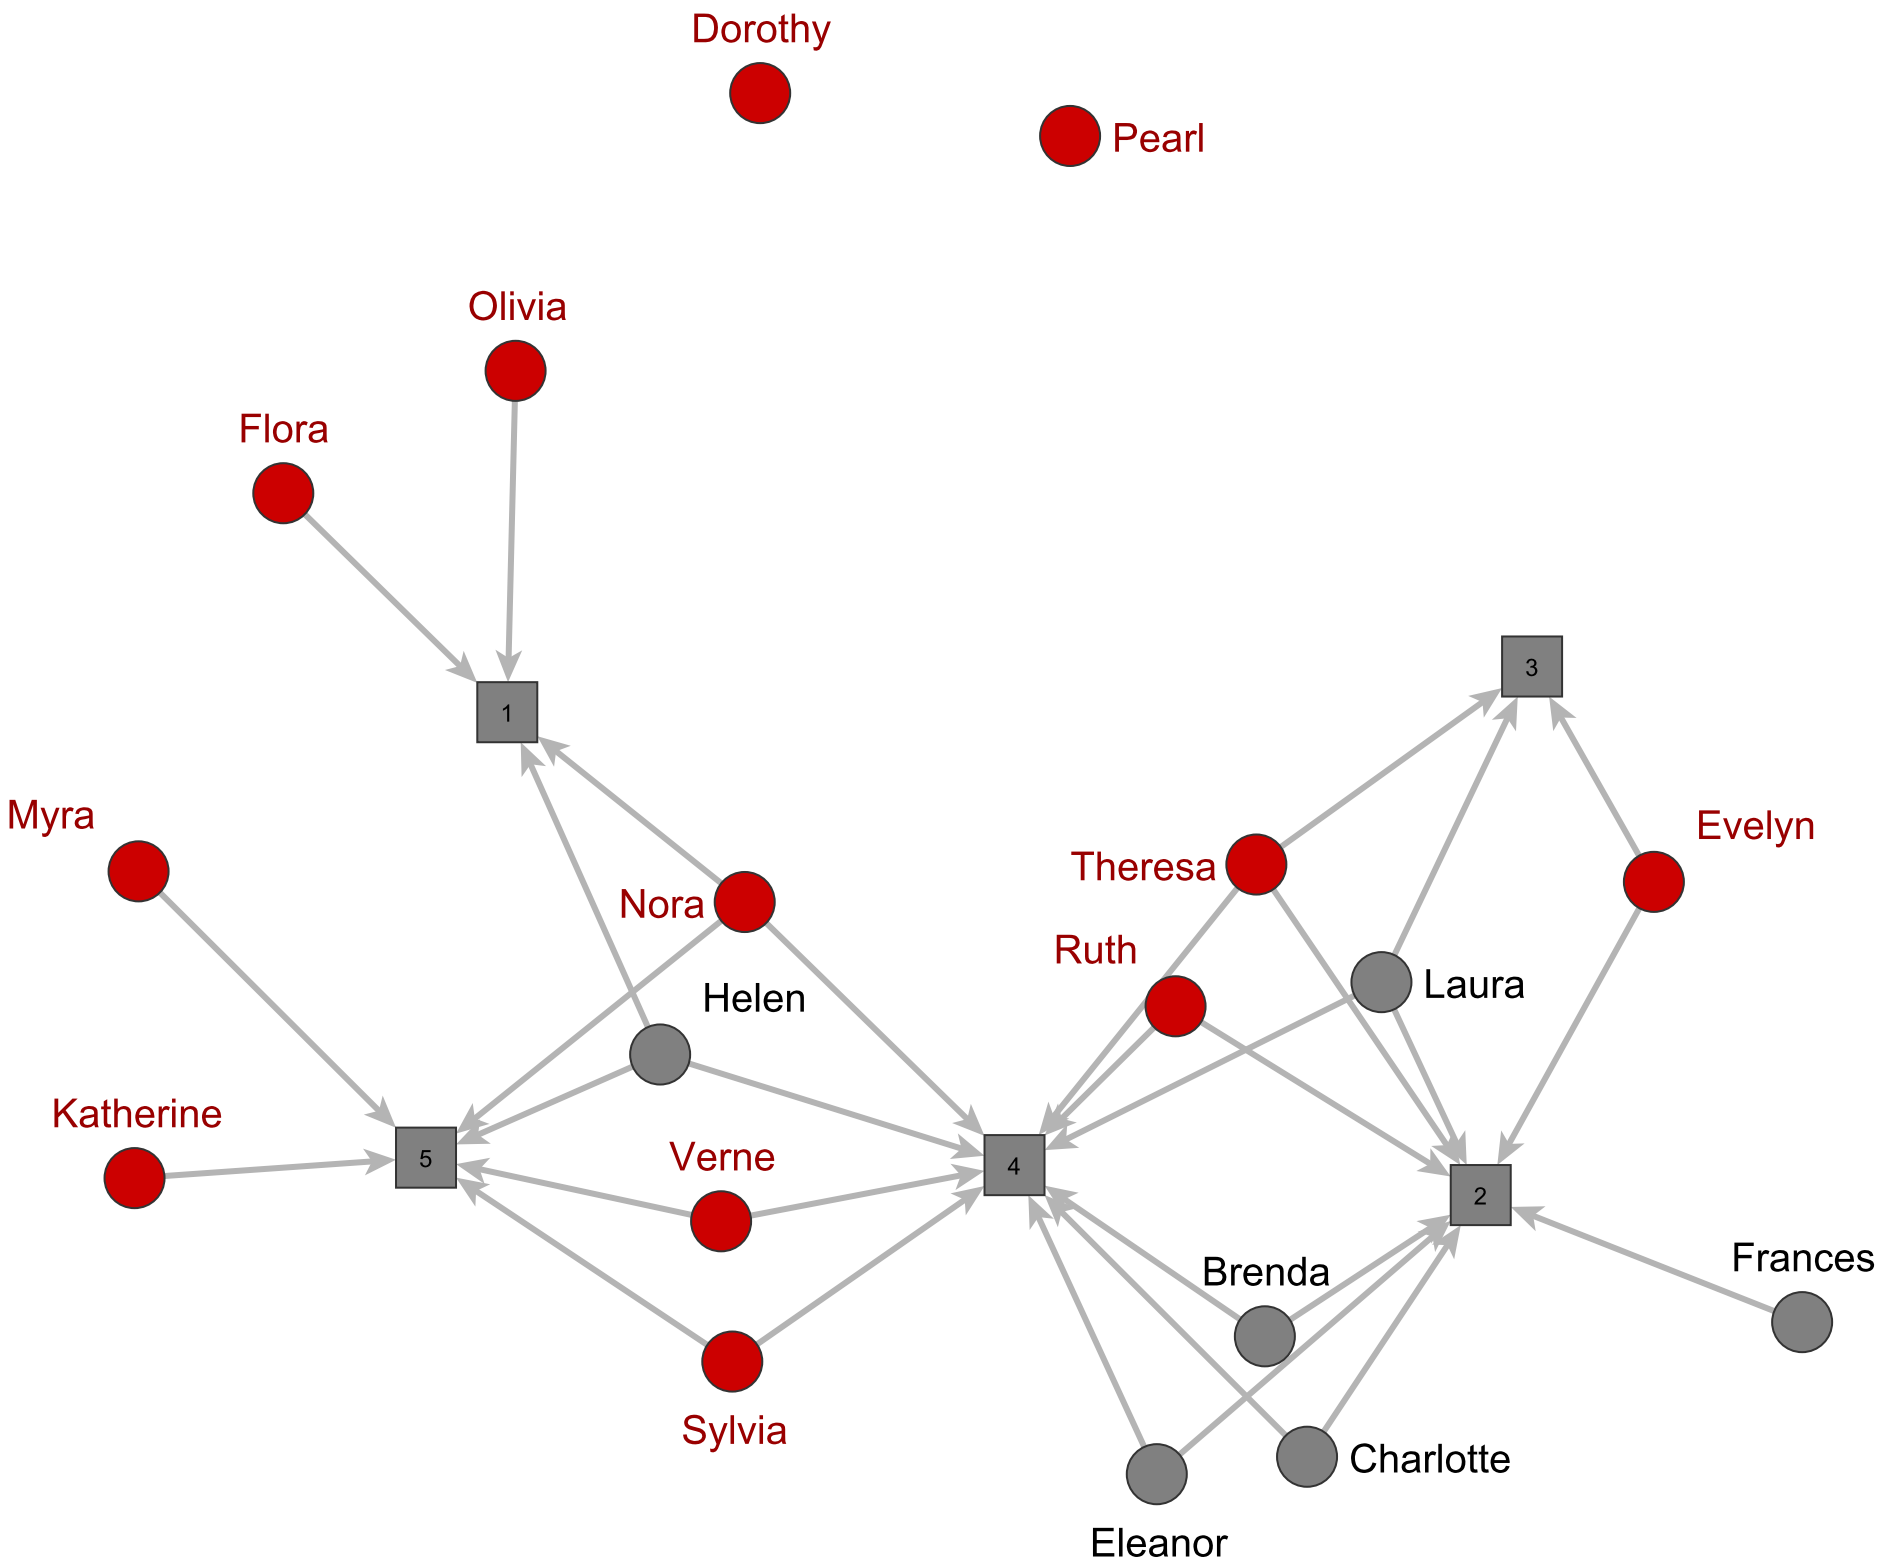 Dorothy
Pearl
Olivia
Flora
3
1
Myra
Evelyn
Theresa
Nora
Ruth
Laura
Helen
Katherine
Verne
5
4
2
Brenda
Frances
Sylvia
Charlotte
Eleanor